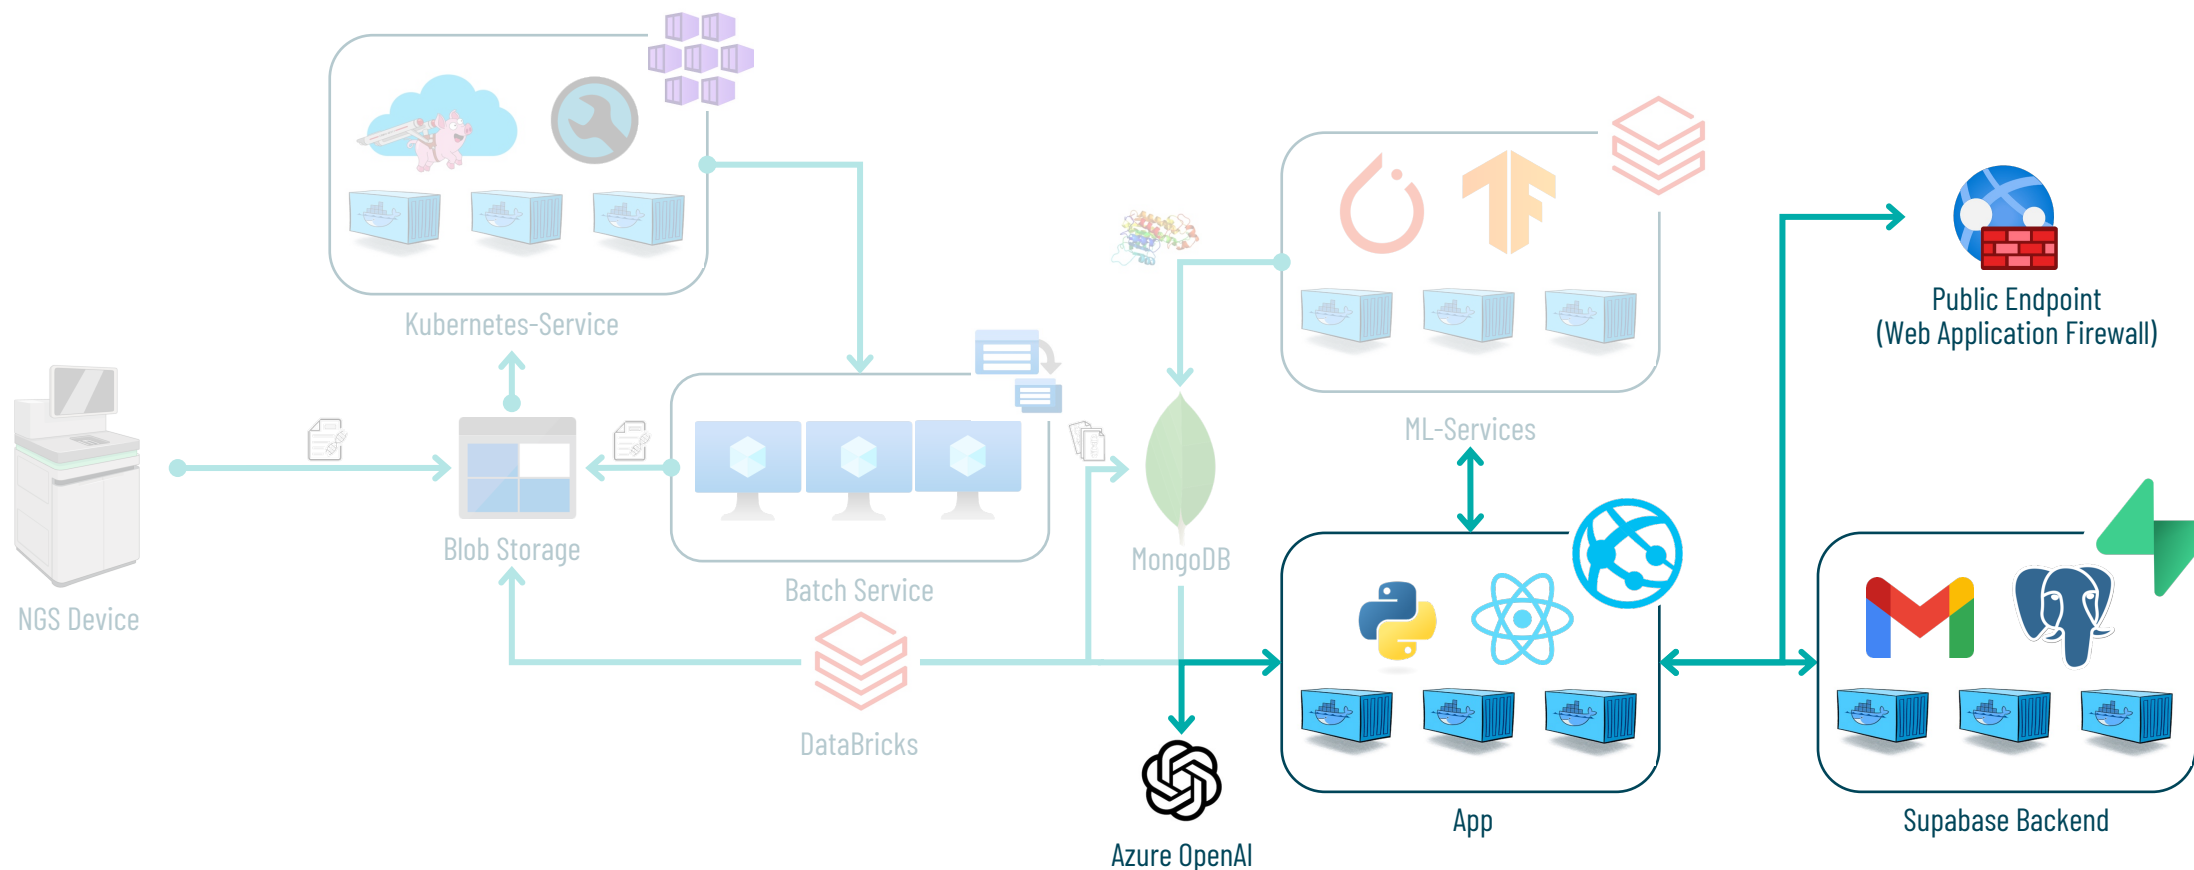 Kubernetes-Service
Public Endpoint
(Web Application Firewall)
ML-Services
Blob Storage
MongoDB
Batch Service
NGS Device
DataBricks
App
Supabase Backend
Azure OpenAI